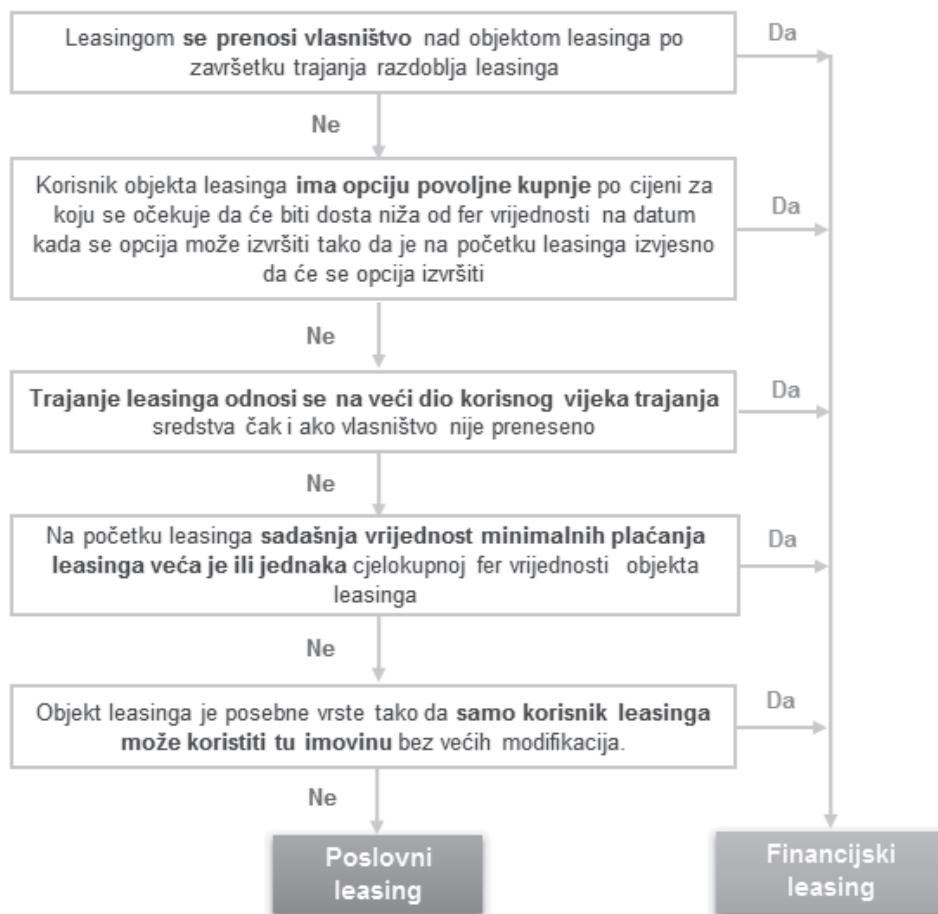 Leasingom se prenosi vlasništvo nad objektom leasinga po
završetku trajanja razdoblja leasinga
Da
Ne
Korisnik objekta leasinga ima opciju povoljne kupnje po cijeni za
koju se očekuje da će biti dosta niža od fer vrijednosti na datum
kada se opcija može izvršiti tako da je na početku leasinga izvjesno
da će se opcija izvršiti
Da
Ne
Trajanje leasinga odnosi se na veći dio korisnog vijeka trajanja
sredstva čak i ako vlasništvo nije preneseno
Da
Ne
Na početku leasinga sadašnja vrijednost minimalnih plaćanja
leasinga veća je ili jednaka cjelokupnoj fer vrijednosti objekta
leasinga
Da
Ne
Objekt leasinga je posebne vrste tako da samo korisnik leasinga
može koristiti tu imovinu bez većih modifikacija.
Da
Ne
Poslovni
leasing
Financijski
leasing